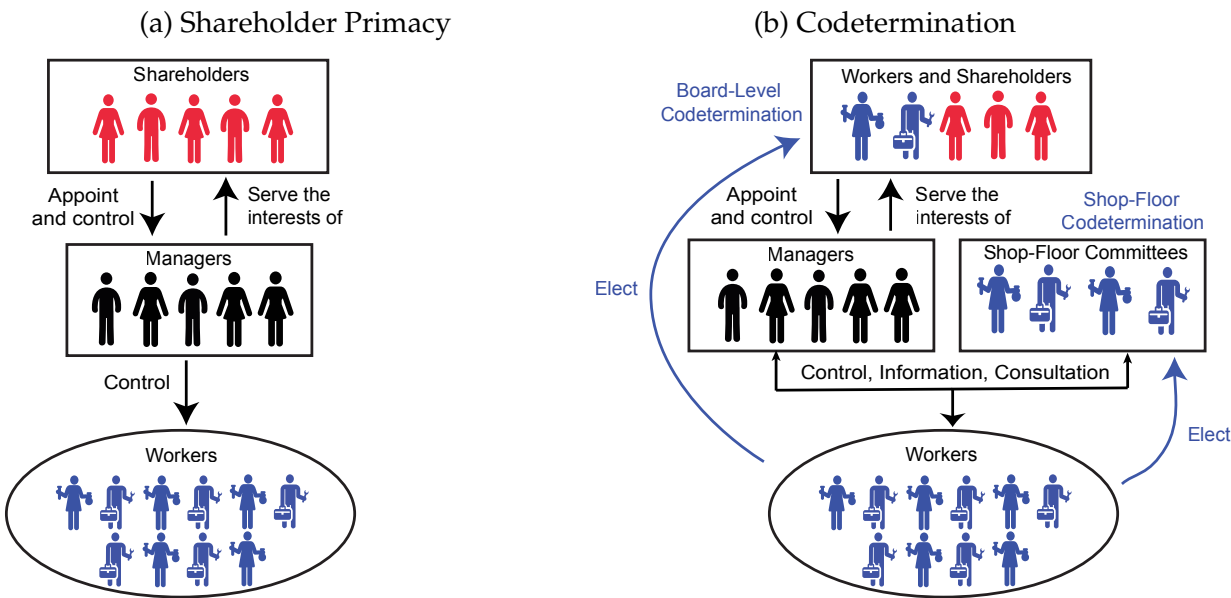 (a) Shareholder Primacy
Shareholders
Appoint
and control
Serve the
interests of
Managers
Control
Workers
(b) Codetermination
Board-Level
Codetermination
Workers and Shareholders
Appoint
and control
Serve the
interests of
Shop-Floor
Codetermination
Managers
Shop-Floor Committees
Elect
Control, Information, Consultation
Elect
Workers